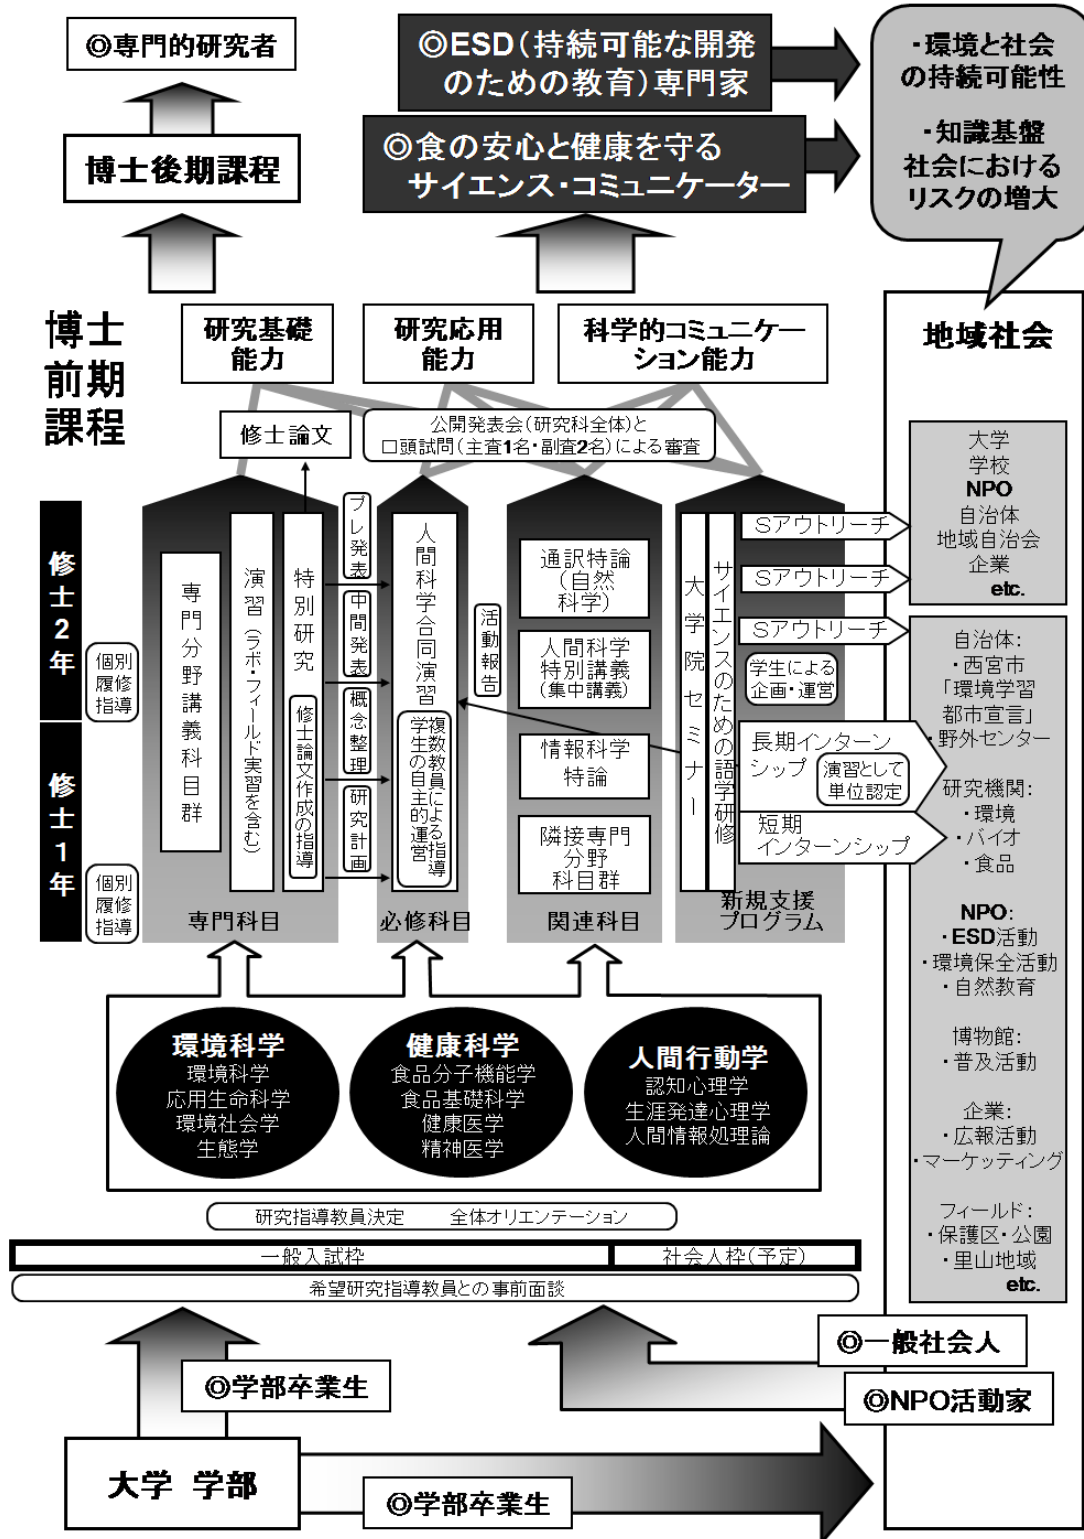 ◎専門的研究者
◎ESD(持続可能な開発
のための教育)専門家
・環境と社会
の持続可能性
・知識基盤
社会における
リスクの増大
博士後期課程
◎食の安心と健康を守る
サイエンス・コミュニケーター
博士
前期
課程
研究基礎
能力
研究応用
能力
科学的コミュニケー
ション能力
地域社会
修士論文
公開発表会(研究科全体)と
口頭試問(主査1名・副査2名)による審査
大学
学校
NPO
自治体
地域自治会
企業
etc.
修士2年
修士1年
個別
履修
指導
個別
履修
指導
専門分野講義科目群
演習(ラボ・フィールド実習を含む)
特別研究
修士論文作成の指導
専門科目
プレ発表
中間発表
概念整理
研究計画
人間科学合同演習
複数教員による指導
学生の自主的運営
必修科目
活動報告
通訳特論
(自然
科学)
人間科学
特別講義
(集中講義)
情報科学
特論
隣接専門
分野
科目群
関連科目
大学院セミナー
サイエンスのための語学研修
Sアウトリーチ
Sアウトリーチ
Sアウトリーチ
学生による
企画・運営
長期インターン
シップ
演習として
単位認定
短期
インターンシップ
新規支援
プログラム
自治体:
・西宮市
「環境学習
都市宣言」
・野外センター
研究機関:
・環境
・バイオ
・食品
NPO:
・ESD活動
・環境保全活動
・自然教育
博物館:
・普及活動
企業:
・広報活動
・マーケッティング
フィールド:
・保護区・公園
・里山地域
etc.
環境科学
環境科学
応用生命科学
環境社会学
生態学
健康科学
食品分子機能学
食品基礎科学
健康医学
精神医学
人間行動学
認知心理学
生涯発達心理学
人間情報処理論
研究指導教員決定 全体オリエンテーション
一般入試枠
社会人枠(予定)
希望研究指導教員との事前面談
◎一般社会人
◎学部卒業生
◎NPO活動家
大学 学部
◎学部卒業生